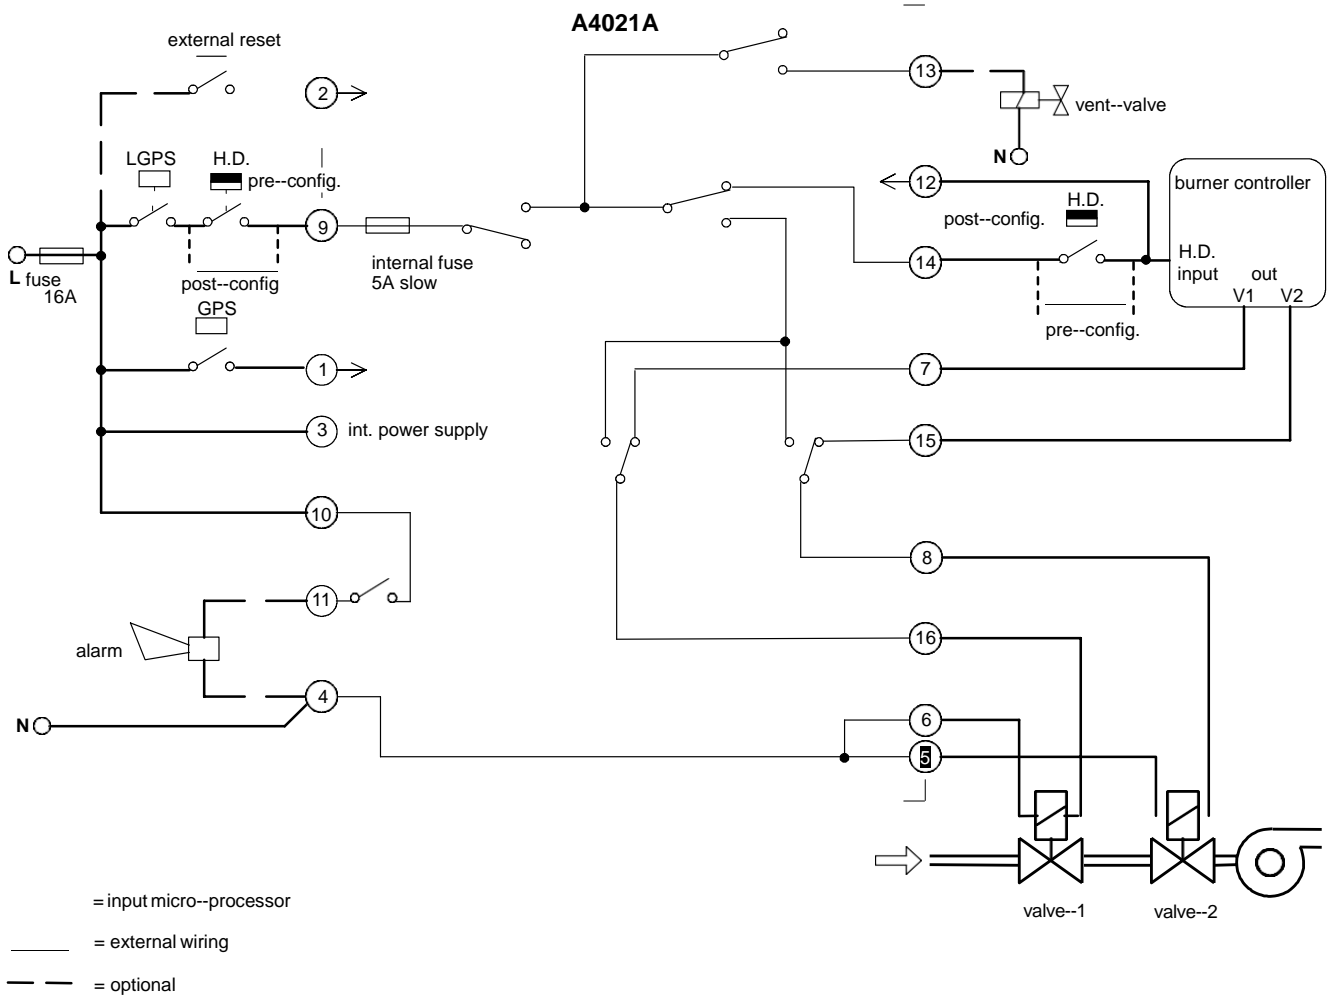 A4021A
external reset
2
13
vent--valve
N
LGPS
H.D.
pre--config.
12
burner controller
H.D.
post--config.
9
L fuse
16A
internal fuse
5A slow
14
H.D.
input
out
V1
V2
post--config
GPS
pre--config.
1
7
3
int. power supply
15
10
8
11
16
alarm
4
N
6
5
valve--1
valve--2
= input micro--processor
= external wiring
= optional